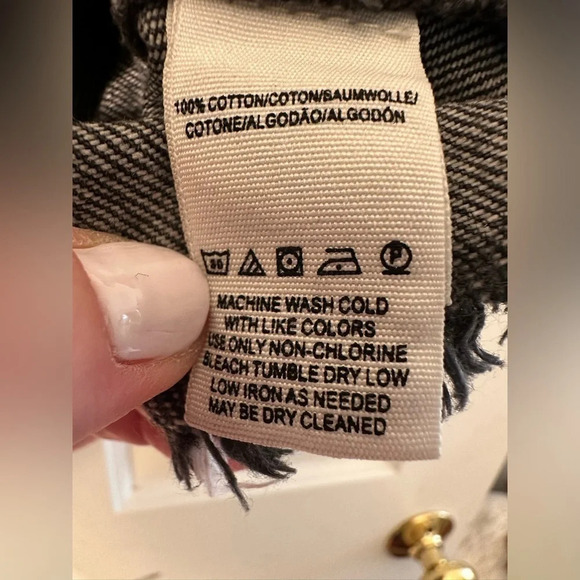 100% COTTON/COTON/BAUMWOLLE/
COTONE/ALGODÃO/ALGODÓN
30
P
MACHINE WASH COLD
WITH LIKE COLORS
USE ONLY NON-CHLORINE
BLEACH TUMBLE DRY LOW
LOW IRON AS NEEDED
MAY BE DRY CLEANED